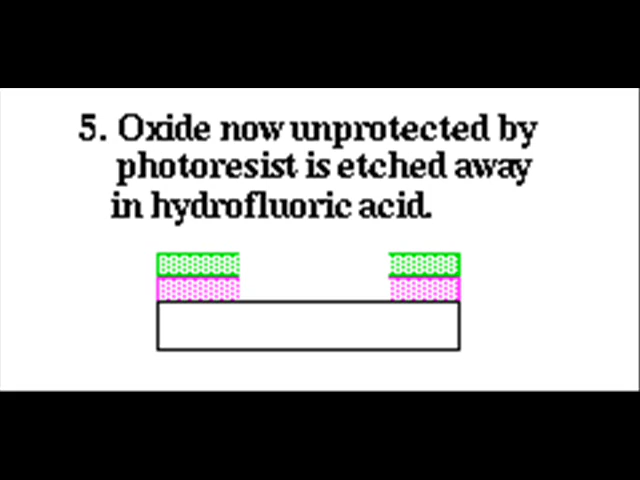 5. Oxide now unprotected by
photoresist is etched away
in hydrofluoric acid.